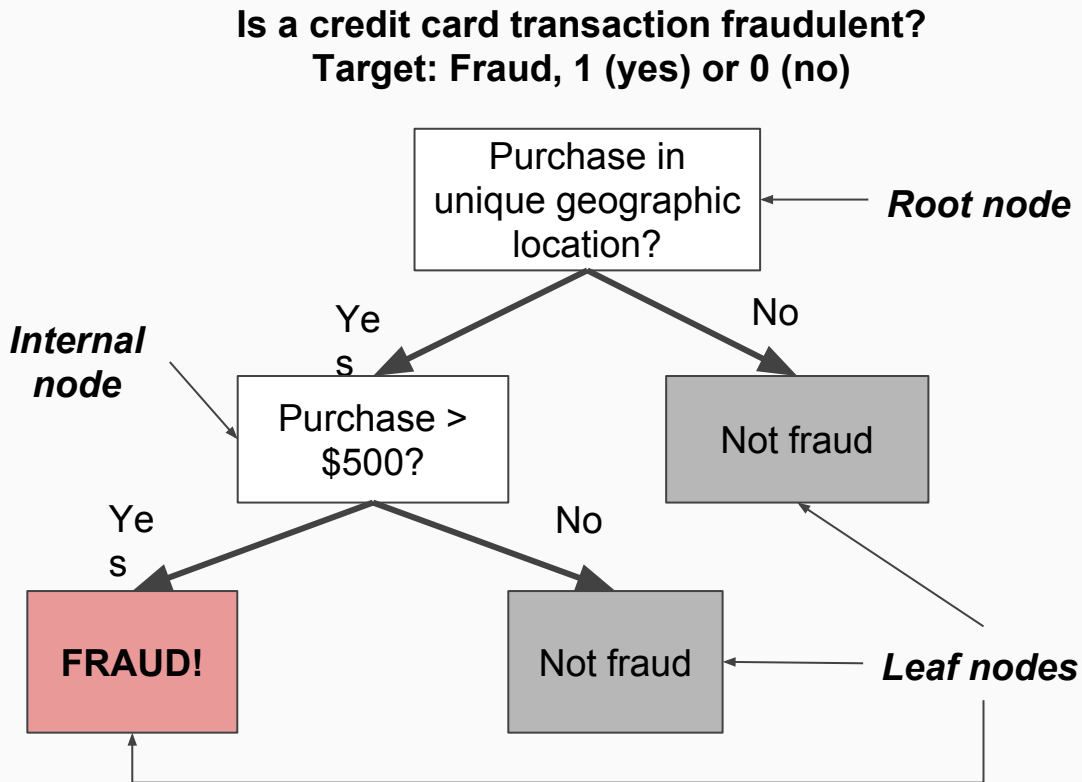 Is a credit card transaction fraudulent?
Target: Fraud, 1 (yes) or 0 (no)
Purchase in
unique geographic
location?
Root node
Ye
s
No
Internal
node
Purchase >
$500?
Not fraud
Ye
s
No
FRAUD!
Not fraud
Leaf nodes